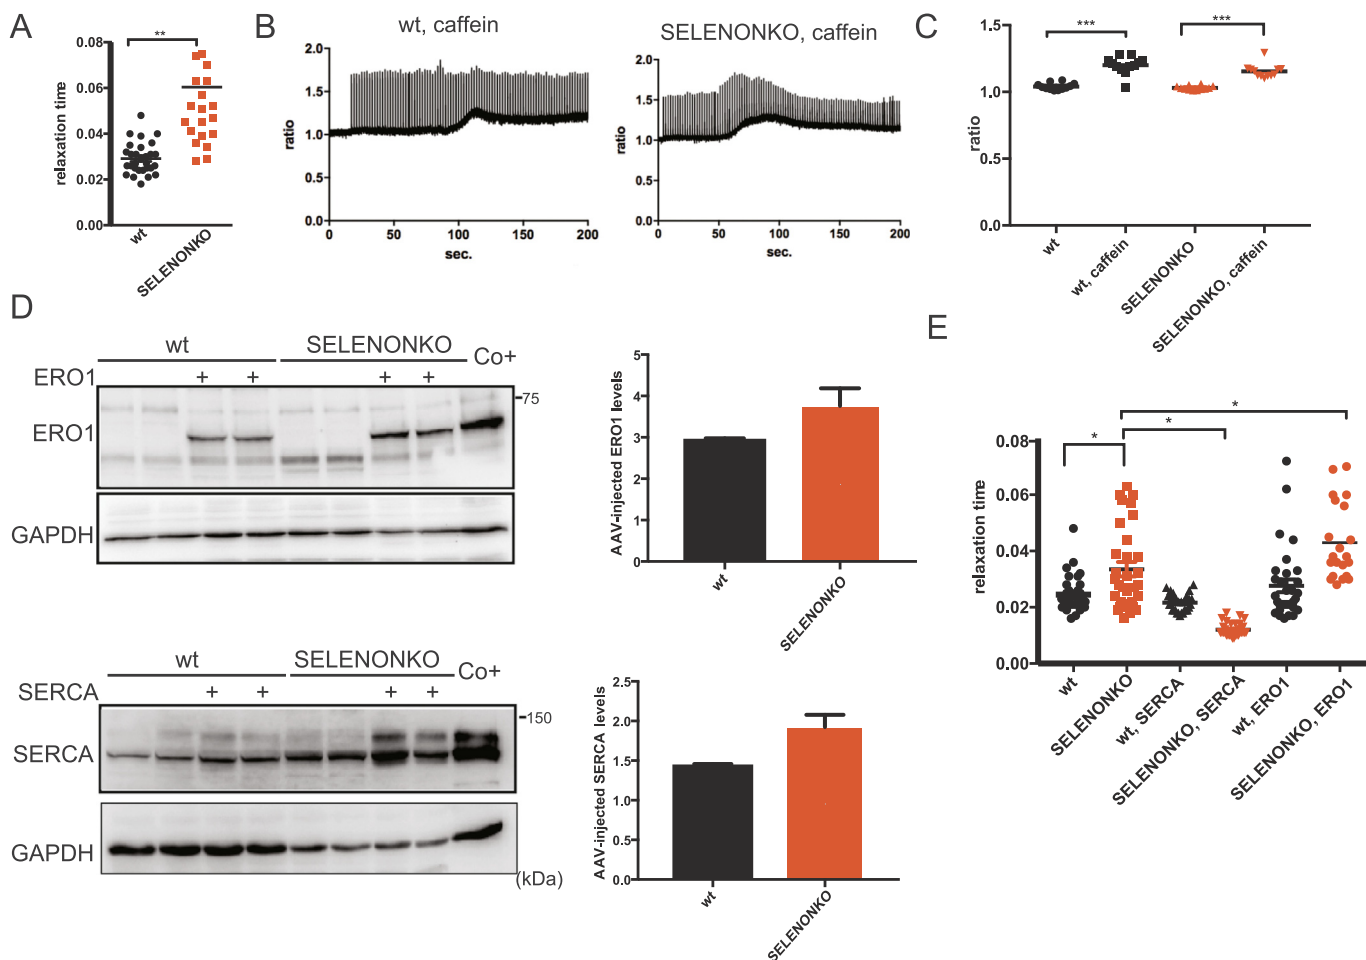 A
**
0.08
0.06
0.04
0.02
0.00
relaxation time
wt
SELENONKO
B
wt, caffein
2.0
1.5
1.0
0.5
0.0
ratio
0
50
100
150
200
sec.
SELENONKO, caffein
2.0
1.5
1.0
0.5
0.0
ratio
0
50
100
150
200
sec.
C
1.5
1.0
0.5
0.0
ratio
***
***
wt
wt, caffein
SELENONKO
SELENONKO, caffein
D
wt
SELENONKO
Co+
ERO1
+ + + +
75
ERO1
GAPDH
5
4
3
2
1
0
AAV-injected ERO1 levels
wt
SELENONKO
wt
SELENONKO
Co+
SERCA
+ + + +
150
SERCA
GAPDH
(kDa)
2.5
2.0
1.5
1.0
0.5
0.0
AAV-injected SERCA levels
wt
SELENONKO
E
*
*
*
0.08
0.06
0.04
0.02
0.00
relaxation time
wt
SELENONKO
wt, SERCA
SELENONKO, SERCA
wt, ERO1
SELENONKO, ERO1